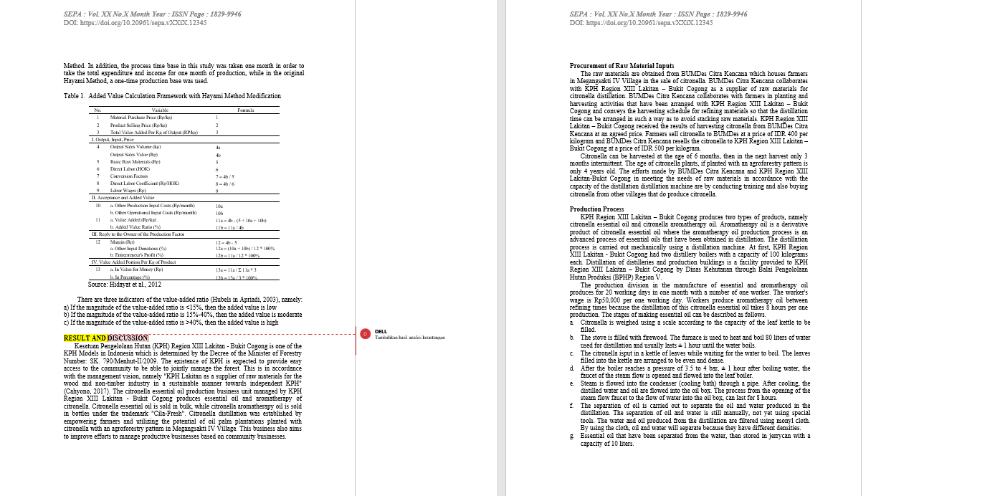 SEPA : Vol. XX No.X Month Year : ISSN Page : 1829-9946
DOI: https://doi.org/10.20961/sepa.vXXiX.12345
Method. In addition, the process time base in this study was taken one month in order to
take the total expenditure and income for one month of production, while in the original
Hayami Method, a one-time production base was used.
Table 1. Added Value Calculation Framework with Hayami Method Modification
No. Variable Formula
1 Material Purchase Price (Rp/kg) 1
2 Product Selling Price (Rp/kg) 2
3 Total Value Added Per Kg of Output (RP/kg) 3
I. Output, Input, Price
4 Output Sales Volume (kg) 4a
Output Sales Value (Rp) 4b
5 Basic Raw Materials (Rp) 5
6 Direct Labor (HOK) 6
7 Conversion Factors 7 = 4b / 5
8 Direct Labor Coefficient (Rp/HOK) 8 = 4b / 6
9 Labor Wages (Rp) 9
II. Acceptance and Added Value
10 a. Other Production Input Costs (Rp/month) 10a
b. Other Operational Input Costs (Rp/month) 10b
11 a. Value Added (Rp/kg) 11a = 4b - (5 + 10a + 10b)
b. Added Value Ratio (%) 11b = 11a / 4b
III. Reply to the Owner of the Production Factor
12 Margin (Rp) 12 = 4b - 5
a. Other Input Donations (%) 12a = (10a + 10b) / 12 * 100%
b. Entrepreneur's Profit (%) 12b = 11a / 12 * 100%
IV. Value Added Portion Per Kg of Product
13 a. In Value for Money (Rp) 13a = 11a / Σ 11a * 3
b. In Percentage (%) 13b = 13a / 3 * 100%
Source: Hidayat et al., 2012
There are three indicators of the value-added ratio (Hubels in Apriadi, 2003), namely:
a) If the magnitude of the value-added ratio is <15%, then the added value is low
b) If the magnitude of the value-added ratio is 15%-40%, then the added value is moderate
c) If the magnitude of the value-added ratio is >40%, then the added value is high
RESULT AND DISCUSSION
Kesatuan Pengelolaan Hutan (KPH) Region XIII Lakitan - Bukit Cogong is one of the
KPH Models in Indonesia which is determined by the Decree of the Minister of Forestry
Number: SK. 790/Menhut-II/2009. The existence of KPH is expected to provide easy
access to the community to be able to jointly manage the forest. This is in accordance
with the management vision, namely "KPH Lakitan as a supplier of raw materials for the
wood and non-timber industry in a sustainable manner towards independent KPH"
(Cahyono, 2017). The citronella essential oil production business unit managed by KPH
Region XIII Lakitan - Bukit Cogong produces essential oil and aromatherapy of
citronella. Citronella essential oil is sold in bulk, while citronella aromatherapy oil is sold
in bottles under the trademark "Cila-Fresh". Citronella distillation was established by
empowering farmers and utilizing the potential of oil palm plantations planted with
citronella with an agroforestry pattern in Megangsakti IV Village. This business also aims
to improve efforts to manage productive businesses based on community businesses.
D DELL
Tambahkan hasil analisi keuntungan
SEPA : Vol. XX No.X Month Year : ISSN Page : 1829-9946
DOI: https://doi.org/10.20961/sepa.vXXiX.12345
Procurement of Raw Material Inputs
The raw materials are obtained from BUMDes Citra Kencana which houses farmers
in Megangsakti IV Village in the sale of citronella. BUMDes Citra Kencana collaborates
with KPH Region XIII Lakitan – Bukit Cogong as a supplier of raw materials for
citronella distillation. BUMDes Citra Kencana collaborates with farmers in planting and
harvesting activities that have been arranged with KPH Region XIII Lakitan – Bukit
Cogong and conveys the harvesting schedule for refining materials so that the distillation
time can be arranged in such a way as to avoid stacking raw materials. KPH Region XIII
Lakitan – Bukit Cogong received the results of harvesting citronella from BUMDes Citra
Kencana at an agreed price. Farmers sell citronella to BUMDes at a price of IDR 400 per
kilogram and BUMDes Citra Kencana resells the citronella to KPH Region XIII Lakitan –
Bukit Cogong at a price of IDR 500 per kilogram.
Citronella can be harvested at the age of 6 months, then in the next harvest only 3
months intermittent. The age of citronella plants, if planted with an agroforestry pattern is
only 4 years old. The efforts made by BUMDes Citra Kencana and KPH Region XIII
Lakitan-Bukit Cogong in meeting the needs of raw materials in accordance with the
capacity of the distillation distillation machine are by conducting training and also buying
citronella from other villages that do produce citronella.
Production Process
KPH Region XIII Lakitan – Bukit Cogong produces two types of products, namely
citronella essential oil and citronella aromatherapy oil. Aromatherapy oil is a derivative
product of citronella essential oil where the aromatherapy oil production process is an
advanced process of essential oils that have been obtained in distillation. The distillation
process is carried out mechanically using a distillation machine. At first, KPH Region
XIII Lakitan - Bukit Cogong had two distillery boilers with a capacity of 100 kilograms
each. Distillation of distilleries and production buildings is a facility provided to KPH
Region XIII Lakitan – Bukit Cogong by Dinas Kehutanan through Balai Pengololaan
Hutan Produksi (BPHP) Region V.
The production division in the manufacture of essential and aromatherapy oil
produces for 20 working days in one month with a number of one worker. The worker's
wage is Rp50,000 per one working day. Workers produce aromatherapy oil between
refining times because the distillation of this citronella essential oil takes 8 hours per one
production. The stages of making essential oil can be described as follows.
a. Citronella is weighed using a scale according to the capacity of the leaf kettle to be
filled.
b. The stove is filled with firewood. The furnace is used to heat and boil 80 liters of water
used for distillation and usually lasts ± 1 hour until the water boils.
c. The citronella isput in a kettle of leaves while waiting for the water to boil. The leaves
filled into the kettle are arranged to be even and dense.
d. After the boiler reaches a pressure of 3.5 to 4 bar, ± 1 hour after boiling water, the
faucet of the steam flow is opened and flowed into the leaf boiler.
e. Steam is flowed into the condenser (cooling bath) through a pipe. After cooling, the
distilled water and oil are flowed into the oil box. The process from the opening of the
steam flow faucet to the flow of water into the oil box, can last for 8 hours.
f. The separation of oil is carried out to separate the oil and water produced in the
distillation. The separation of oil and water is still manually, not yet using special
tools. The water and oil produced from the distillation are filtered using monyl cloth.
By using the cloth, oil and water will separate because they have different densities.
g. Essential oil that have been separated from the water, then stored in jerrycan with a
capacity of 10 liters.